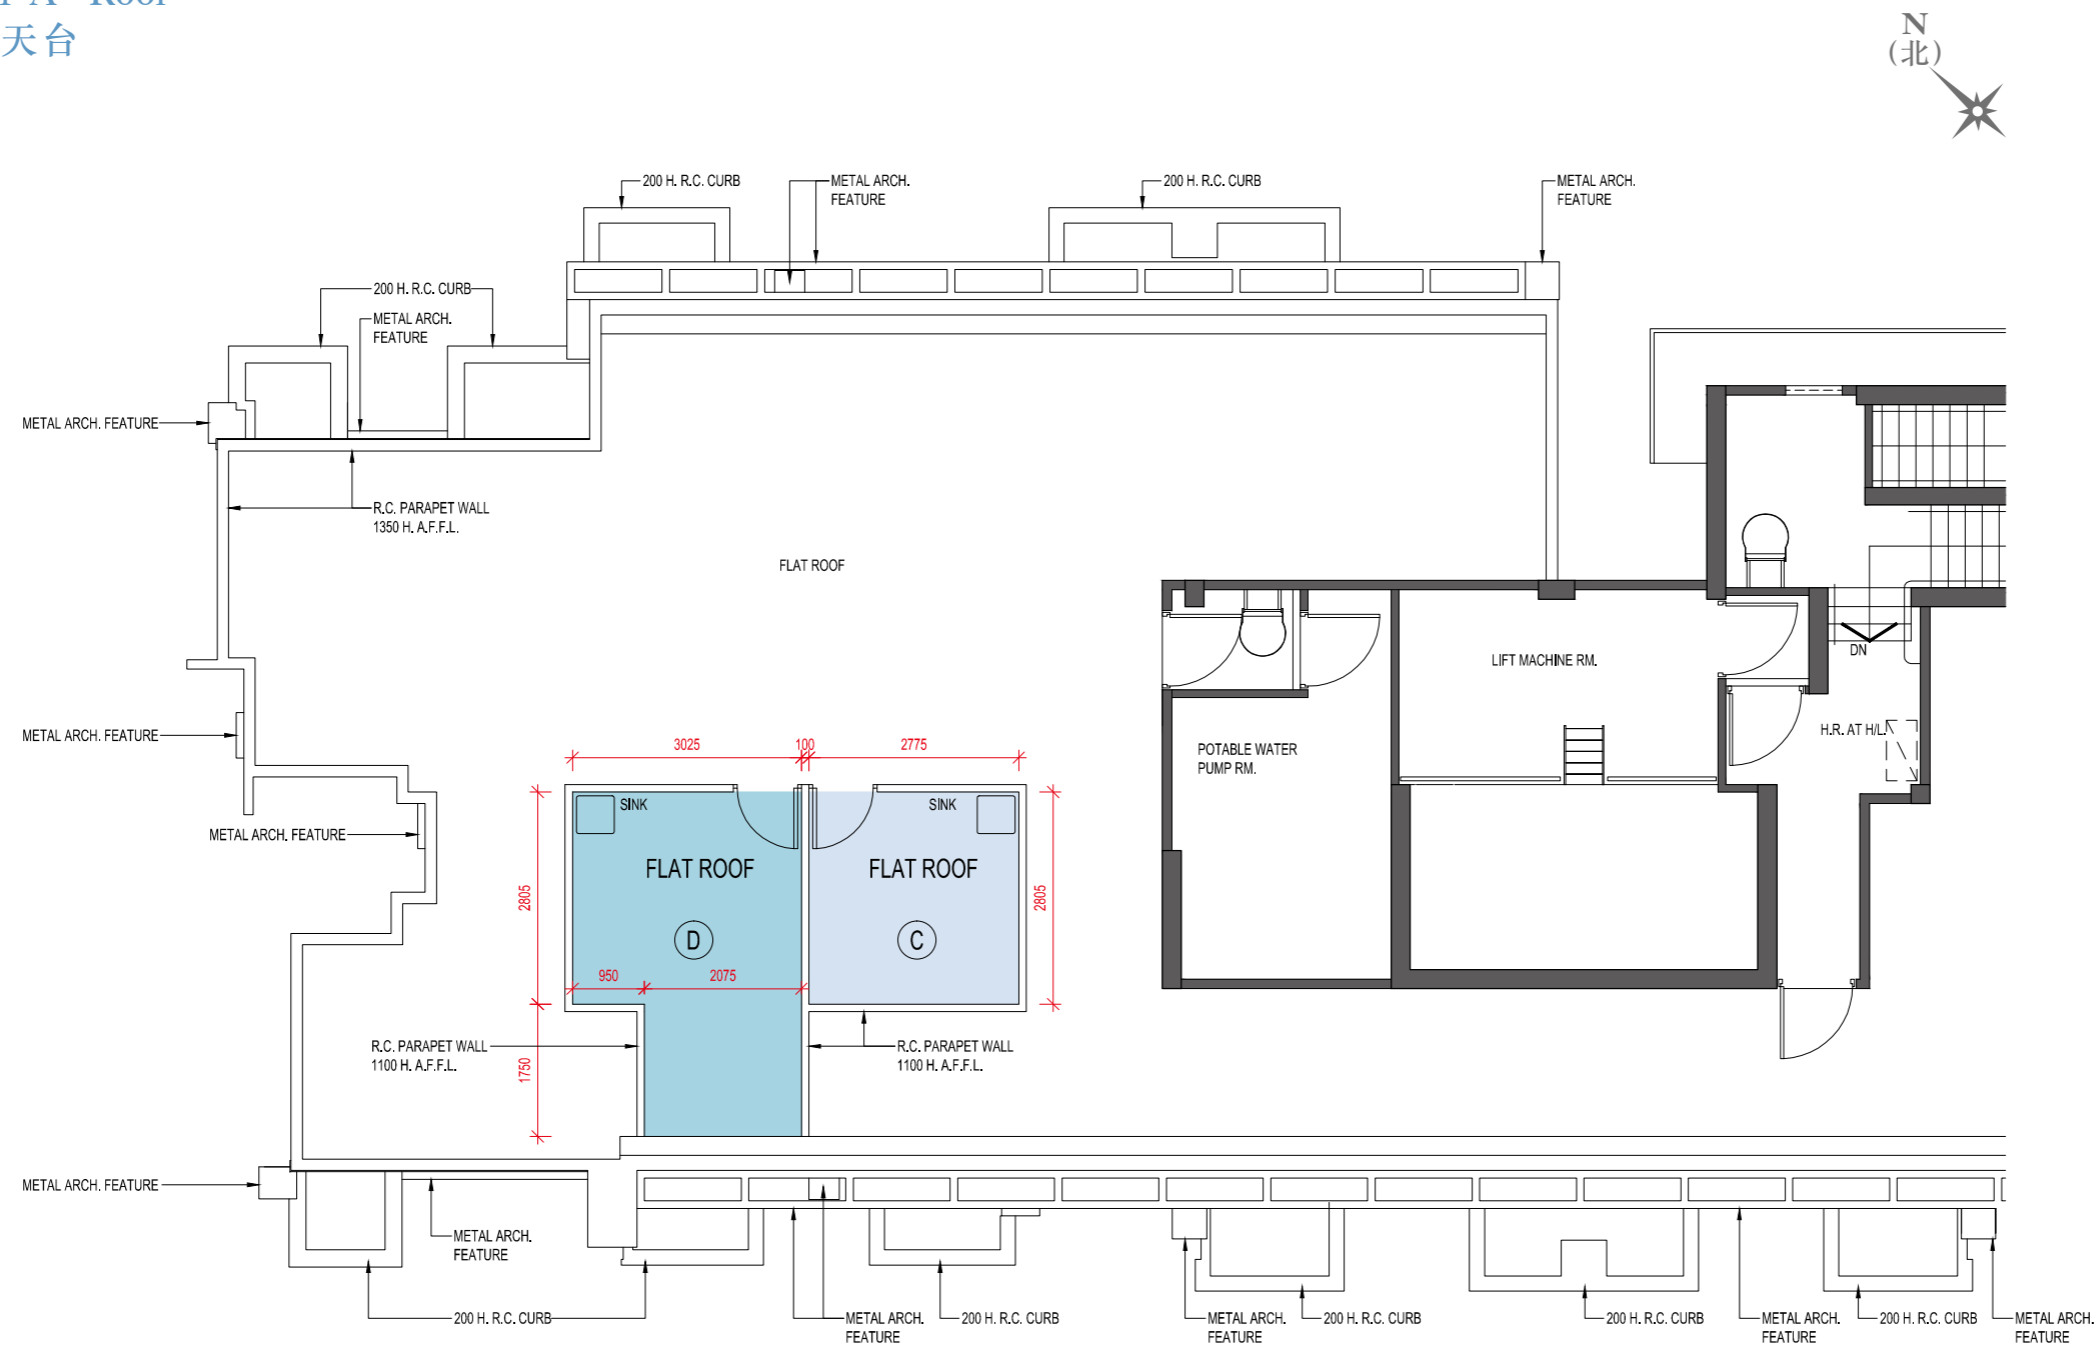 Roof
天台
N
(北)
200 H. R.C. CURB
METAL ARCH.
FEATURE
200 H. R.C. CURB
METAL ARCH.
FEATURE
200 H. R.C. CURB
METAL ARCH.
FEATURE
METAL ARCH. FEATURE
R.C. PARAPET WALL
1350 H. A.F.F.L.
FLAT ROOF
LIFT MACHINE RM.
DN
METAL ARCH. FEATURE
H.R. AT H/L
POTABLE WATER
PUMP RM.
3025
100
2775
SINK
SINK
METAL ARCH. FEATURE
FLAT ROOF
FLAT ROOF
2805
2805
D
C
950
2075
R.C. PARAPET WALL
1100 H. A.F.F.L.
R.C. PARAPET WALL
1100 H. A.F.F.L.
1750
METAL ARCH. FEATURE
METAL ARCH.
FEATURE
200 H. R.C. CURB
METAL ARCH.
FEATURE
200 H. R.C. CURB
METAL ARCH.
FEATURE
200 H. R.C. CURB
200 H. R.C. CURB
METAL ARCH.
FEATURE
200 H. R.C. CURB
METAL ARCH.
FEATURE